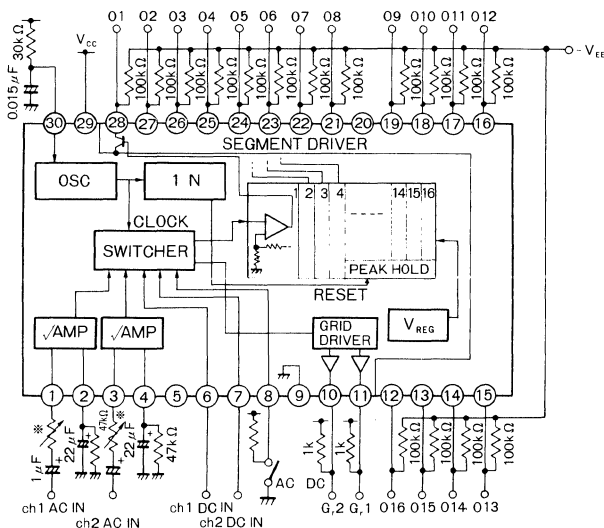 O1 O2 O3 O4 O5 O6 O7 O8 O9 O10 O11 O12
30kΩ
0.015μF
VCC
100kΩ 100kΩ 100kΩ 100kΩ 100kΩ 100kΩ 100kΩ 100kΩ 100kΩ 100kΩ 100kΩ 100kΩ
-VEE
30 29 28 27 26 25 24 23 22 21 20 19 18 17 16
SEGMENT DRIVER
OSC
1 N
1 2 3 4 14 15 16
CLOCK
SWITCHER
PEAK HOLD
RESET
√AMP
√AMP
GRID DRIVER
VREG
1 2 3 4 5 6 7 8 9 10 11 12 13 14 15
※
1μF
+
22μF
+
47kΩ
※
+
22μF
+
47kΩ
AC
1k
1k
DC
100kΩ 100kΩ 100kΩ 100kΩ
ch1 AC IN
ch2 AC IN
ch1 DC IN
ch2 DC IN
Gr2 Gr1
O16 O15 O14 O13